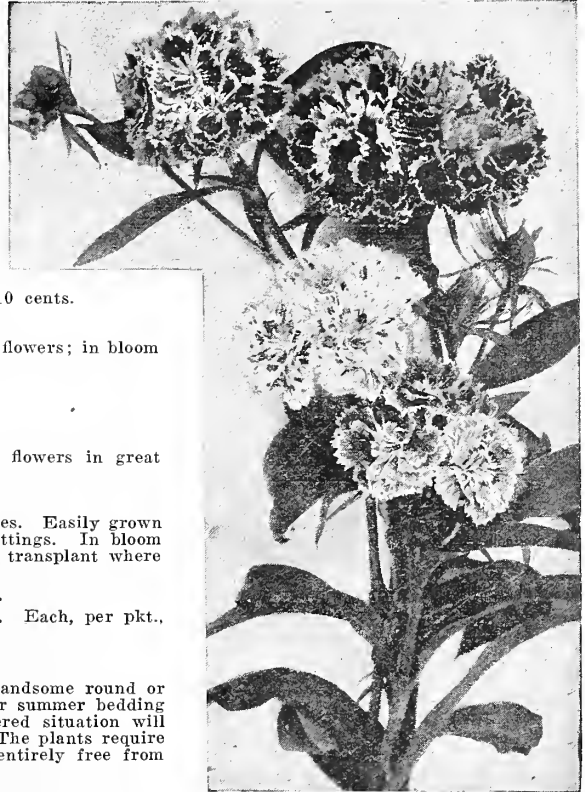 0 cents.
flowers; in bloom
flowers in great
es. Easily grown
ttings. In bloom
transplant where
. Each, per pkt.,
andsome round or
r summer bedding
ered situation will
The plants require
entirely free from